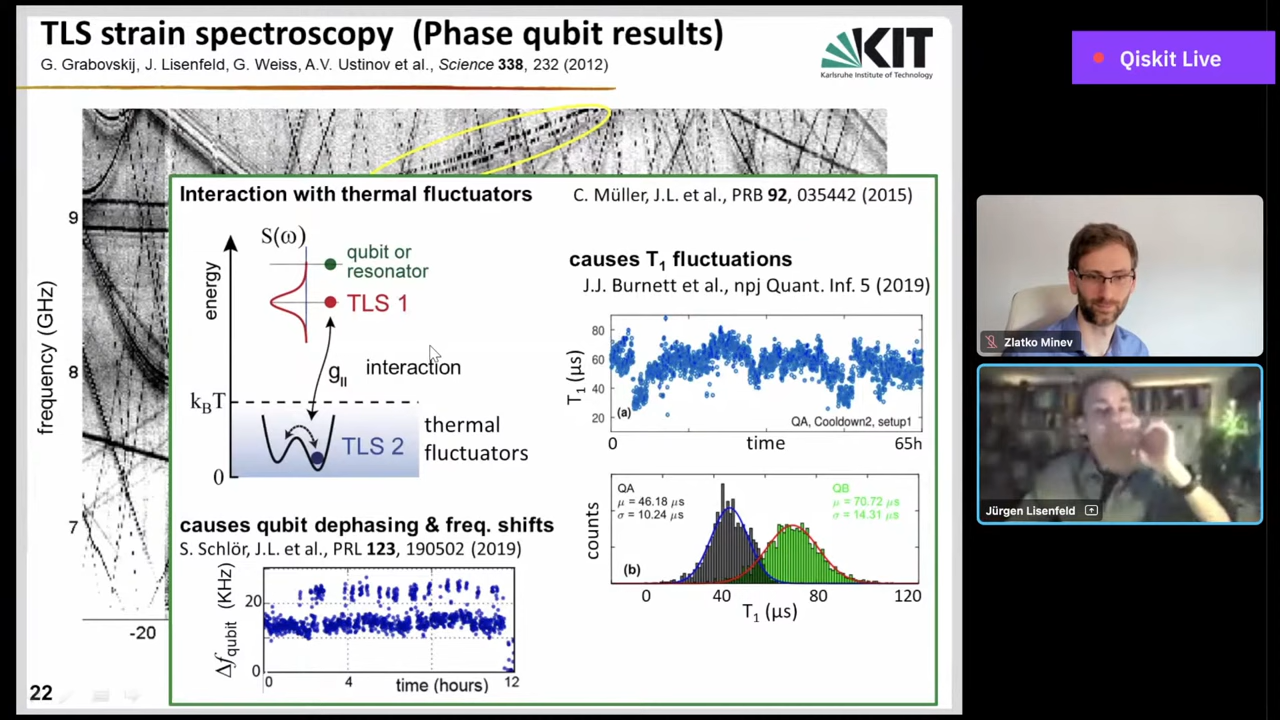 TLS strain spectroscopy (Phase qubit results)
G. Grabovskij, J. Lisenfeld, G. Weiss, A.V. Ustinov et al., Science 338, 232 (2012)
KIT
Karlsruhe Institute of Technology
Qiskit Live
frequency (GHz)
9
8
7
-20
Interaction with thermal fluctuators
C. Müller, J.L. et al., PRB 92, 035442 (2015)
S(ω)
energy
qubit or
resonator
TLS 1
g||
interaction
kBT
TLS 2
thermal
fluctuators
0
causes T1 fluctuations
J.J. Burnett et al., npj Quant. Inf. 5 (2019)
T1 (μs)
80
60
40
20
(a)
QA, Cooldown2, setup1
0 time 65h
counts
QA
μ = 46.18 μs
σ = 10.24 μs
QB
μ = 70.72 μs
σ = 14.31 μs
(b)
0 40 80 120
T1 (μs)
causes qubit dephasing & freq. shifts
S. Schlör, J.L. et al., PRL 123, 190502 (2019)
Δfqubit (KHz)
20
0
0 4 time (hours) 12
22
Zlatko Minev
Jürgen Lisenfeld